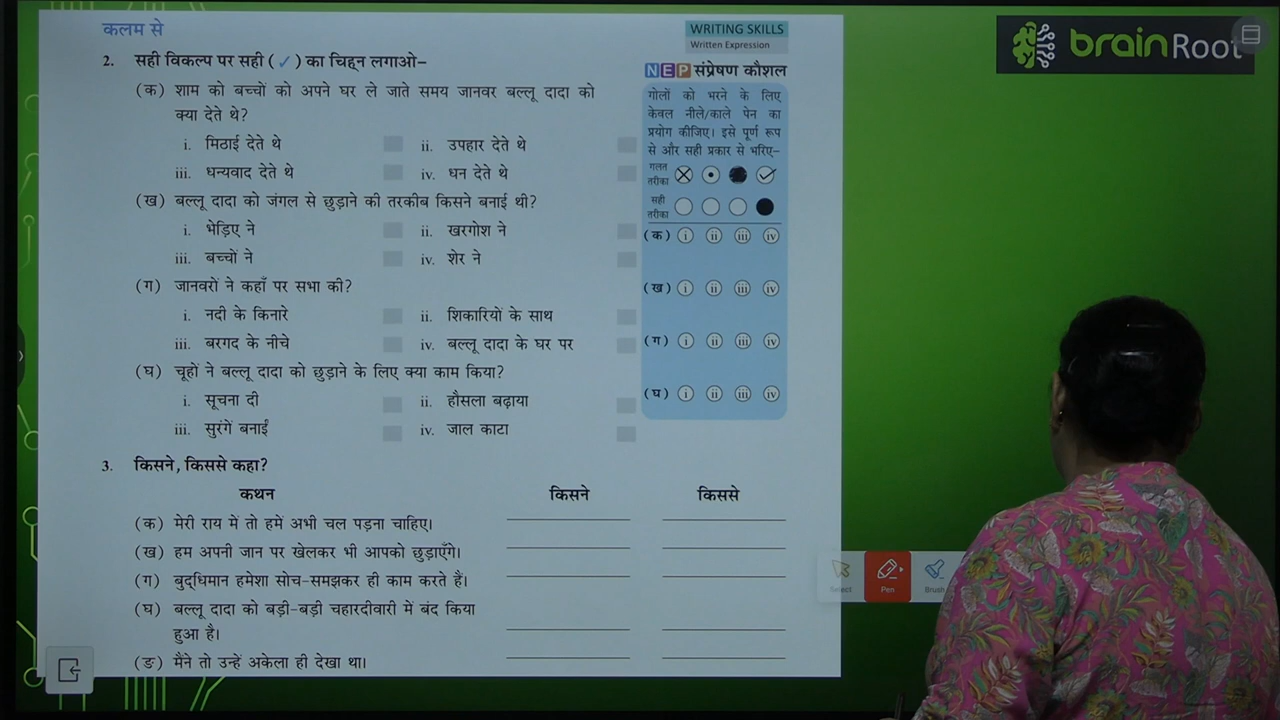 कलम से
WRITING SKILLS
Written Expression
brainRoot
2. सही विकल्प पर सही ( ✓ ) का चिह्न लगाओ–
(क) शाम को बच्चों को अपने घर ले जाते समय जानवर बल्लू दादा को
क्या देते थे?
i. मिठाई देते थे ii. उपहार देते थे
iii. धन्यवाद देते थे iv. धन देते थे
(ख) बल्लू दादा को जंगल से छुड़ाने की तरकीब किसने बनाई थी?
i. भेड़िए ने ii. खरगोश ने
iii. बच्चों ने iv. शेर ने
(ग) जानवरों ने कहाँ पर सभा की?
i. नदी के किनारे ii. शिकारियों के साथ
iii. बरगद के नीचे iv. बल्लू दादा के घर पर
(घ) चूहों ने बल्लू दादा को छुड़ाने के लिए क्या काम किया?
i. सूचना दी ii. हौसला बढ़ाया
iii. सुरंगें बनाईं iv. जाल काटा
NEP संप्रेषण कौशल
गोलों को भरने के लिए
केवल नीले/काले पेन का
प्रयोग कीजिए। इसे पूर्ण रूप
से और सही प्रकार से भरिए–
गलत
तरीका
सही
तरीका
(क) i ii iii iv
(ख) i ii iii iv
(ग) i ii iii iv
(घ) i ii iii iv
3. किसने, किससे कहा?
कथन किसने किससे
(क) मेरी राय में तो हमें अभी चल पड़ना चाहिए।
(ख) हम अपनी जान पर खेलकर भी आपको छुड़ाएँगे।
(ग) बुद्धिमान हमेशा सोच-समझकर ही काम करते हैं।
(घ) बल्लू दादा को बड़ी-बड़ी चहारदीवारी में बंद किया
हुआ है।
(ङ) मैंने तो उन्हें अकेला ही देखा था।
Select Pen Brush